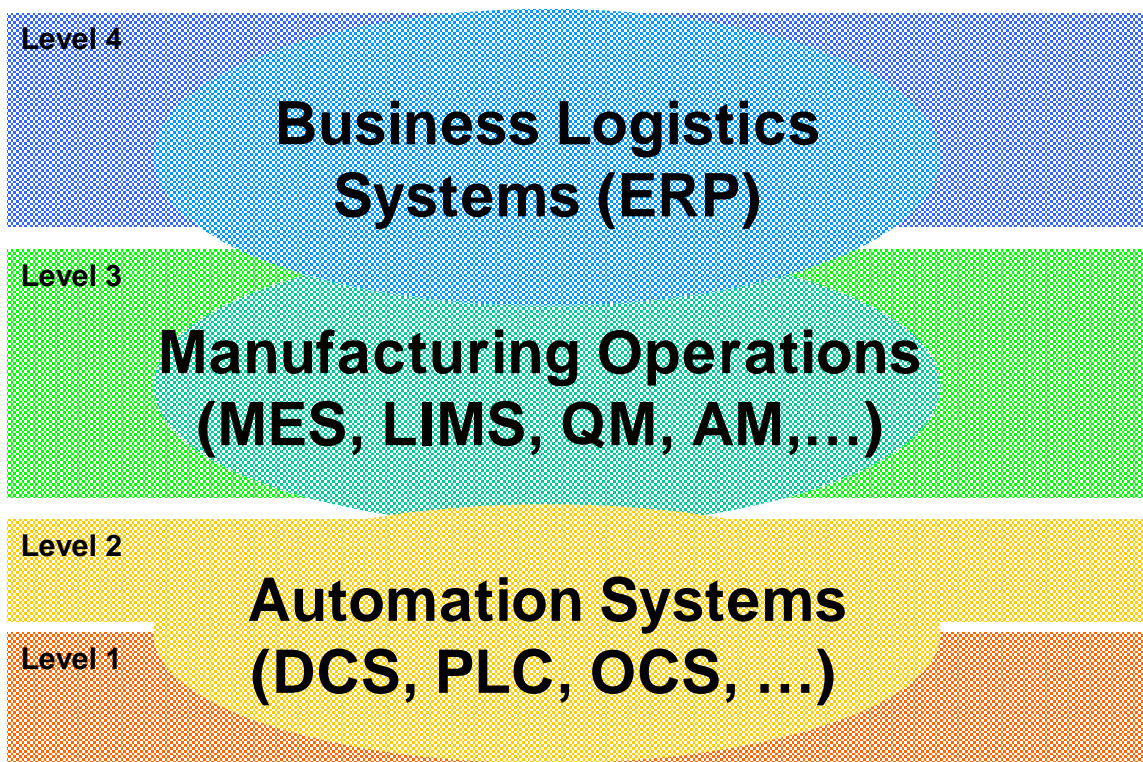 Level 4
Business Logistics
Systems (ERP)
Level 3
Manufacturing Operations
(MES, LIMS, QM, AM,…)
Level 2
Automation Systems
(DCS, PLC, OCS, …)
Level 1